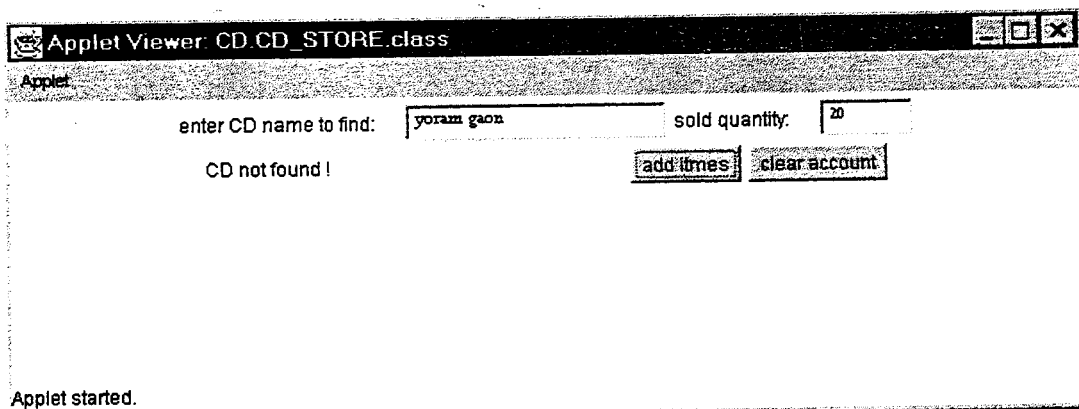 Applet Viewer: CD.CD_STORE.class
Applet
enter CD name to find: yoram gaon sold quantity: 20
CD not found ! add itmes clear account
Applet started.